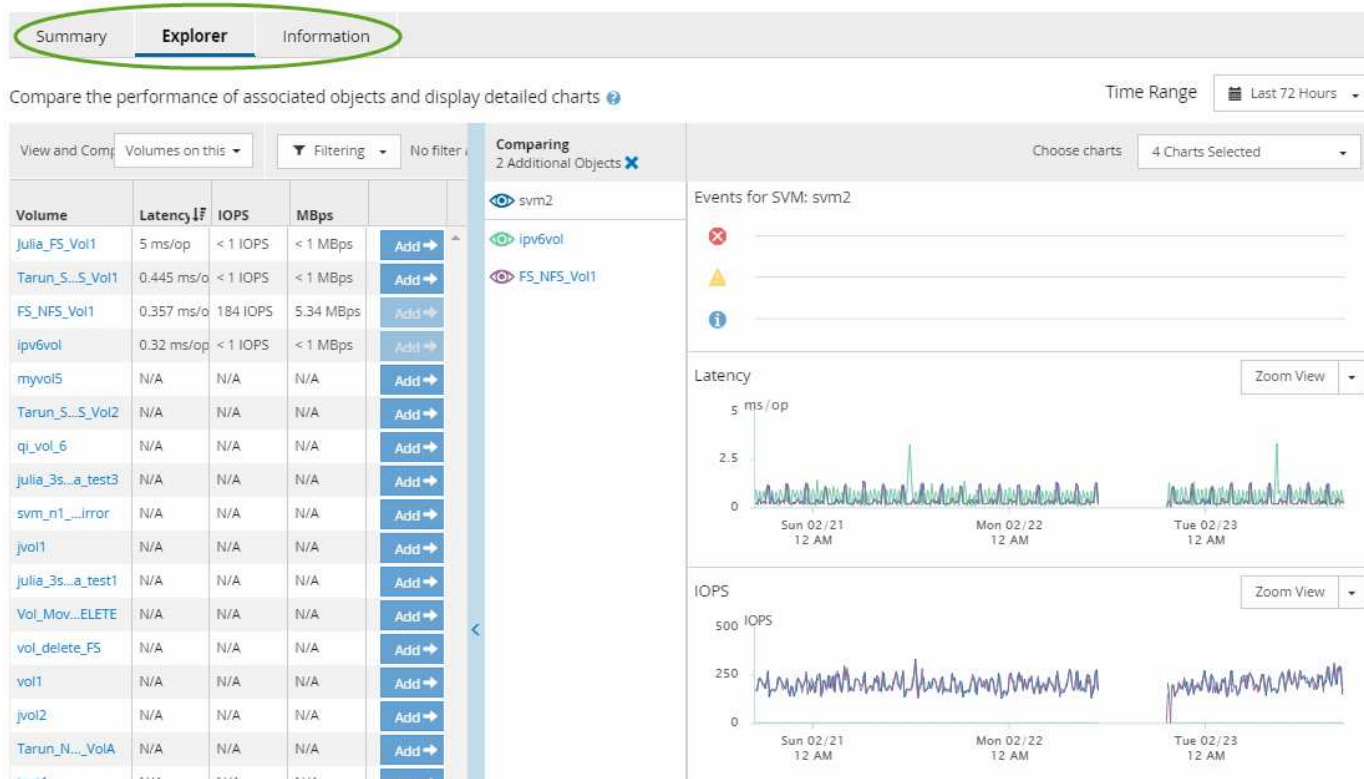 Summary Explorer Information
Compare the performance of associated objects and display detailed charts ?
Time Range Last 72 Hours
View and Comp Volumes on this Filtering No filter
Volume Latency IOPS MBps
Julia_FS_Vol1 5 ms/op < 1 IOPS < 1 MBps Add
Tarun_S...S_Vol1 0.445 ms/o < 1 IOPS < 1 MBps Add
FS_NFS_Vol1 0.357 ms/o 184 IOPS 5.34 MBps Add
ipv6vol 0.32 ms/op < 1 IOPS < 1 MBps Add
myvol5 N/A N/A N/A Add
Tarun_S...S_Vol2 N/A N/A N/A Add
qi_vol_6 N/A N/A N/A Add
julia_3s...a_test3 N/A N/A N/A Add
svm_n1_...irror N/A N/A N/A Add
jvol1 N/A N/A N/A Add
julia_3s...a_test1 N/A N/A N/A Add
Vol_Mov...ELETE N/A N/A N/A Add
vol_delete_FS N/A N/A N/A Add
vol1 N/A N/A N/A Add
jvol2 N/A N/A N/A Add
Tarun_N..._VolA N/A N/A N/A Add
Comparing
2 Additional Objects
svm2
ipv6vol
FS_NFS_Vol1
Choose charts 4 Charts Selected
Events for SVM: svm2
Latency Zoom View
5 ms/op
2.5
0
Sun 02/21 Mon 02/22 Tue 02/23
12 AM 12 AM 12 AM
IOPS Zoom View
500 IOPS
250
0
Sun 02/21 Mon 02/22 Tue 02/23
12 AM 12 AM 12 AM